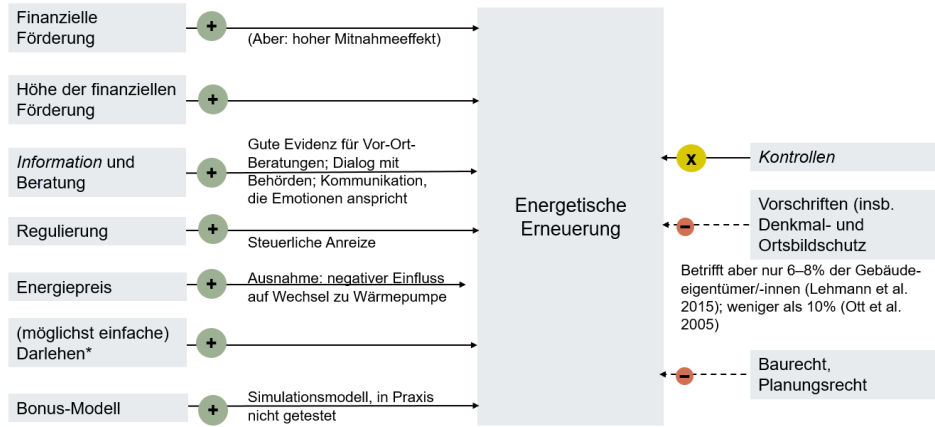 Finanzielle
Förderung
+
(Aber: hoher Mitnahmeeffekt)
Höhe der finanziellen
Förderung
+
Information und
Beratung
+
Gute Evidenz für Vor-Ort-
Beratungen; Dialog mit
Behörden; Kommunikation,
die Emotionen anspricht
Regulierung
+
Steuerliche Anreize
Energiepreis
+
Ausnahme: negativer Einfluss
auf Wechsel zu Wärmepumpe
(möglichst einfache)
Darlehen*
+
Bonus-Modell
+
Simulationsmodell, in Praxis
nicht getestet
Energetische
Erneuerung
x
Kontrollen
–
Vorschriften (insb.
Denkmal- und
Ortsbildschutz
Betrifft aber nur 6–8% der Gebäude-
eigentümer/-innen (Lehmann et al.
2015); weniger als 10% (Ott et al.
2005)
–
Baurecht,
Planungsrecht